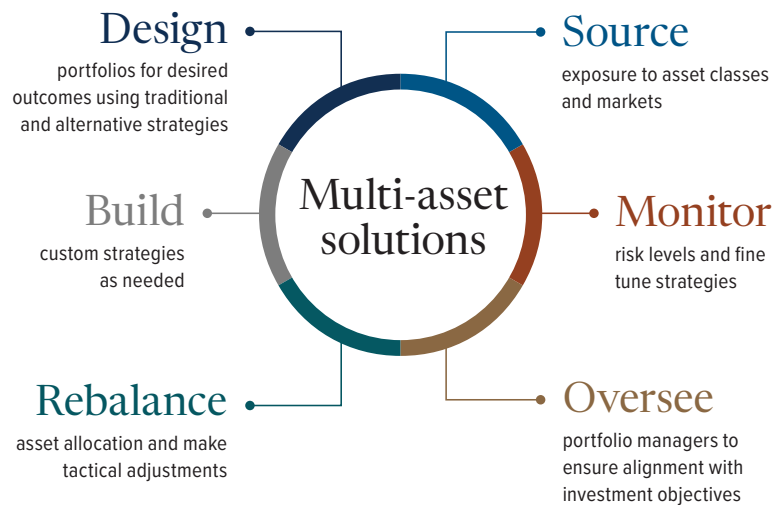 Design
portfolios for desired
outcomes using traditional
and alternative strategies
Source
exposure to asset classes
and markets
Build
custom strategies
as needed
Multi-asset
solutions
Monitor
risk levels and fine
tune strategies
Rebalance
asset allocation and make
tactical adjustments
Oversee
portfolio managers to
ensure alignment with
investment objectives